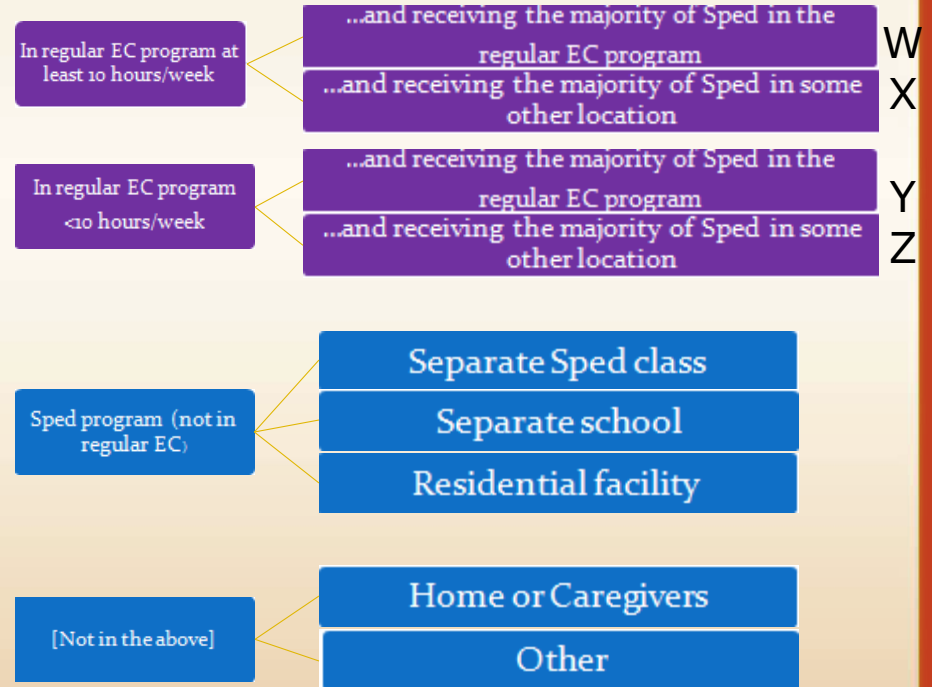 In regular EC program at
least 10 hours/week
...and receiving the majority of Sped in the
regular EC program
W
...and receiving the majority of Sped in some
other location
X
In regular EC program
<10 hours/week
...and receiving the majority of Sped in the
regular EC program
Y
...and receiving the majority of Sped in some
other location
Z
Sped program (not in
regular EC)
Separate Sped class
Separate school
Residential facility
[Not in the above]
Home or Caregivers
Other